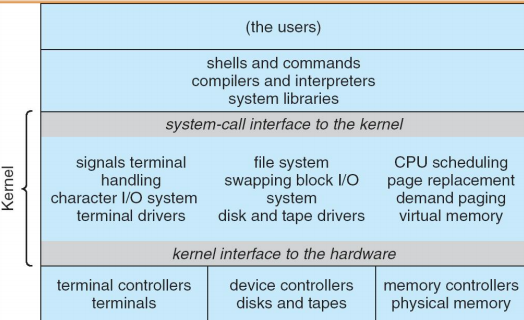 (the users)
shells and commands
compilers and interpreters
system libraries
system-call interface to the kernel
Kernel
signals terminal
handling
character I/O system
terminal drivers
file system
swapping block I/O
system
disk and tape drivers
CPU scheduling
page replacement
demand paging
virtual memory
kernel interface to the hardware
terminal controllers
terminals
device controllers
disks and tapes
memory controllers
physical memory